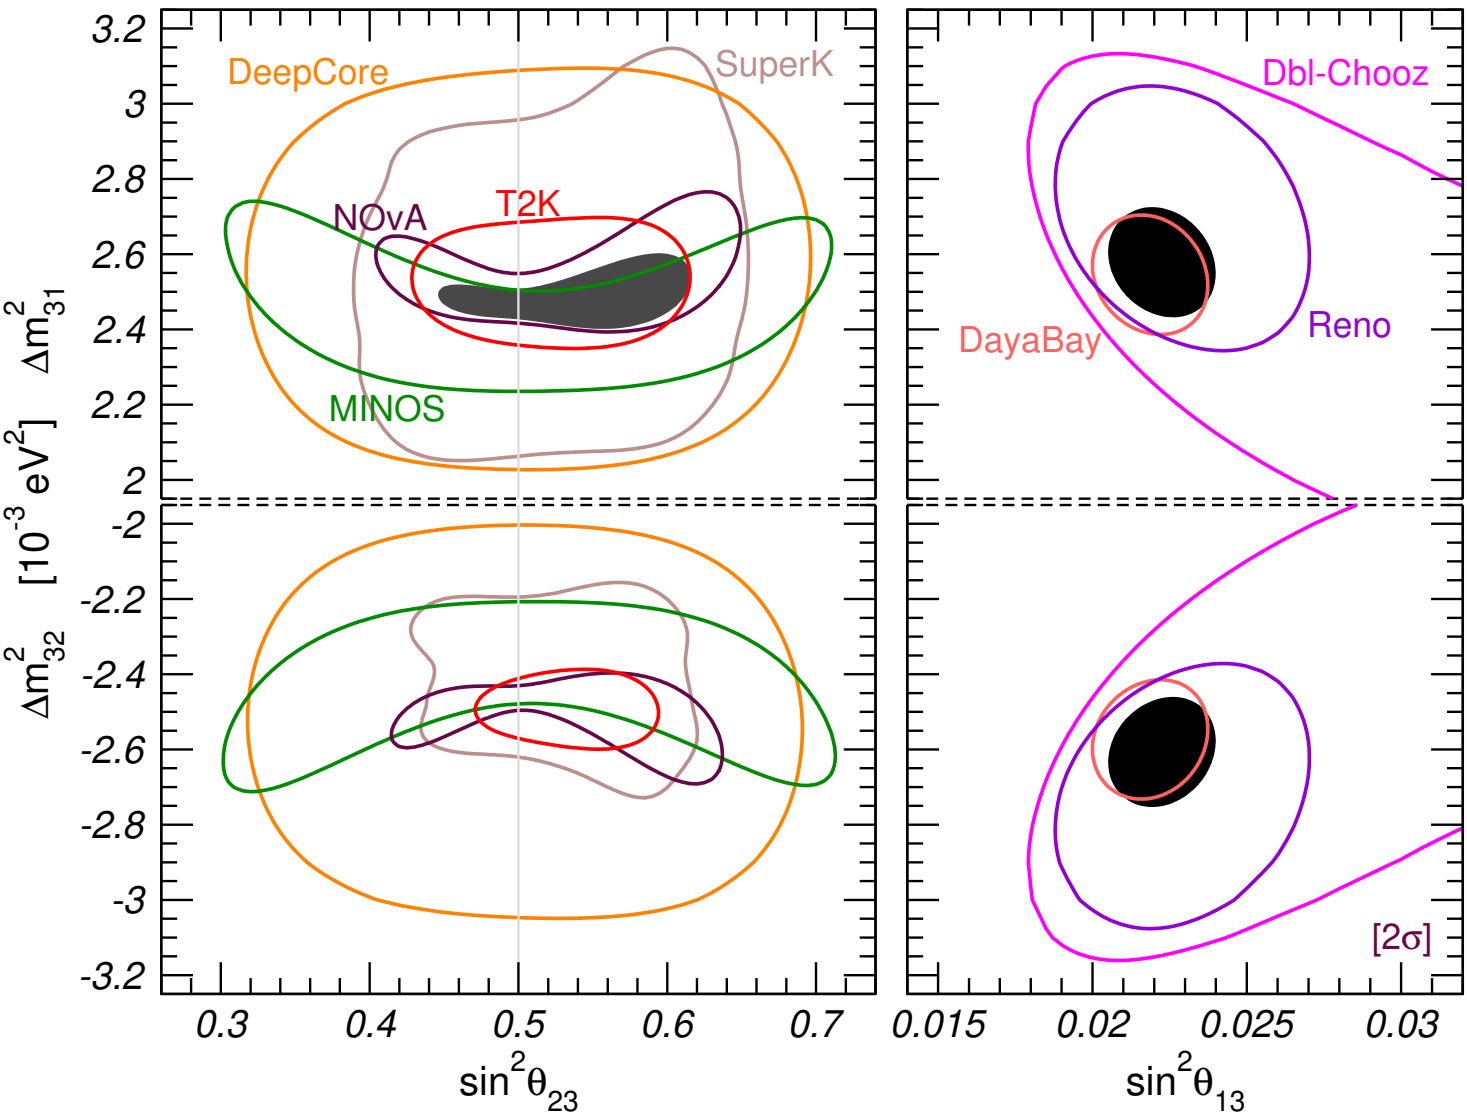 3.2
3
2.8
2.6
2.4
2.2
2
-2
-2.2
-2.4
-2.6
-2.8
-3
-3.2
Δm²₃₂ [10⁻³ eV²] Δm²₃₁
DeepCore
SuperK
NOvA
T2K
MINOS
Dbl-Chooz
DayaBay
Reno
[2σ]
0.3 0.4 0.5 0.6 0.7
0.015 0.02 0.025 0.03
sin²θ₂₃
sin²θ₁₃